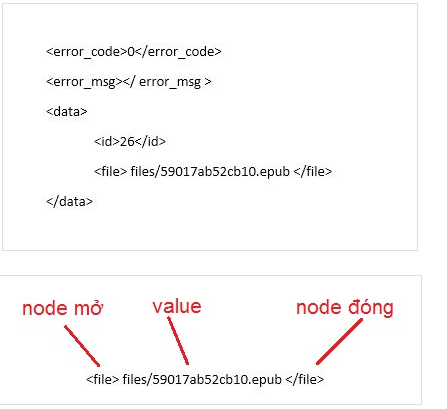 <error_code>0</error_code>
<error_msg></ error_msg >
<data>
<id>26</id>
<file> files/59017ab52cb10.epub </file>
</data>
node mở value node đóng
<file> files/59017ab52cb10.epub </file>